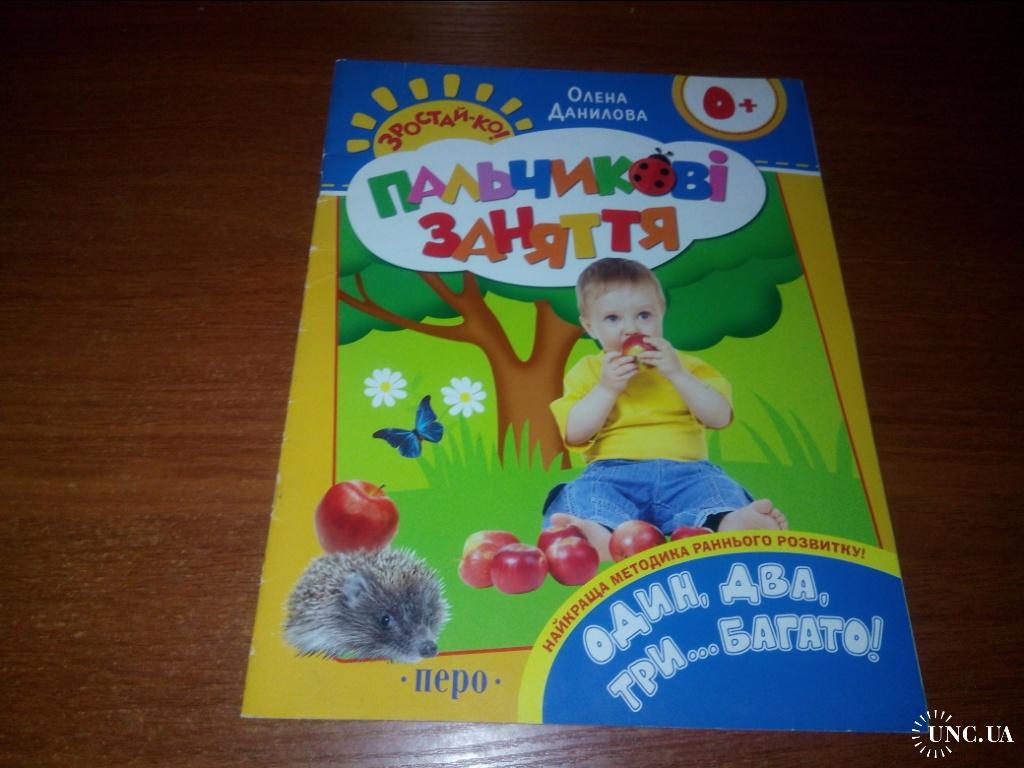 ЗРОСТАЙ-КО!
ОЛЕНА
ДАНИЛОВА
0+
ПАЛЬЧИКОВІ
ЗАНЯТТЯ
НАЙКРАЩА МЕТОДИКА РАННЬОГО РОЗВИТКУ!
ОДИН, ДВА,
ТРИ... БАГАТО!
·перо·
UNC.UA